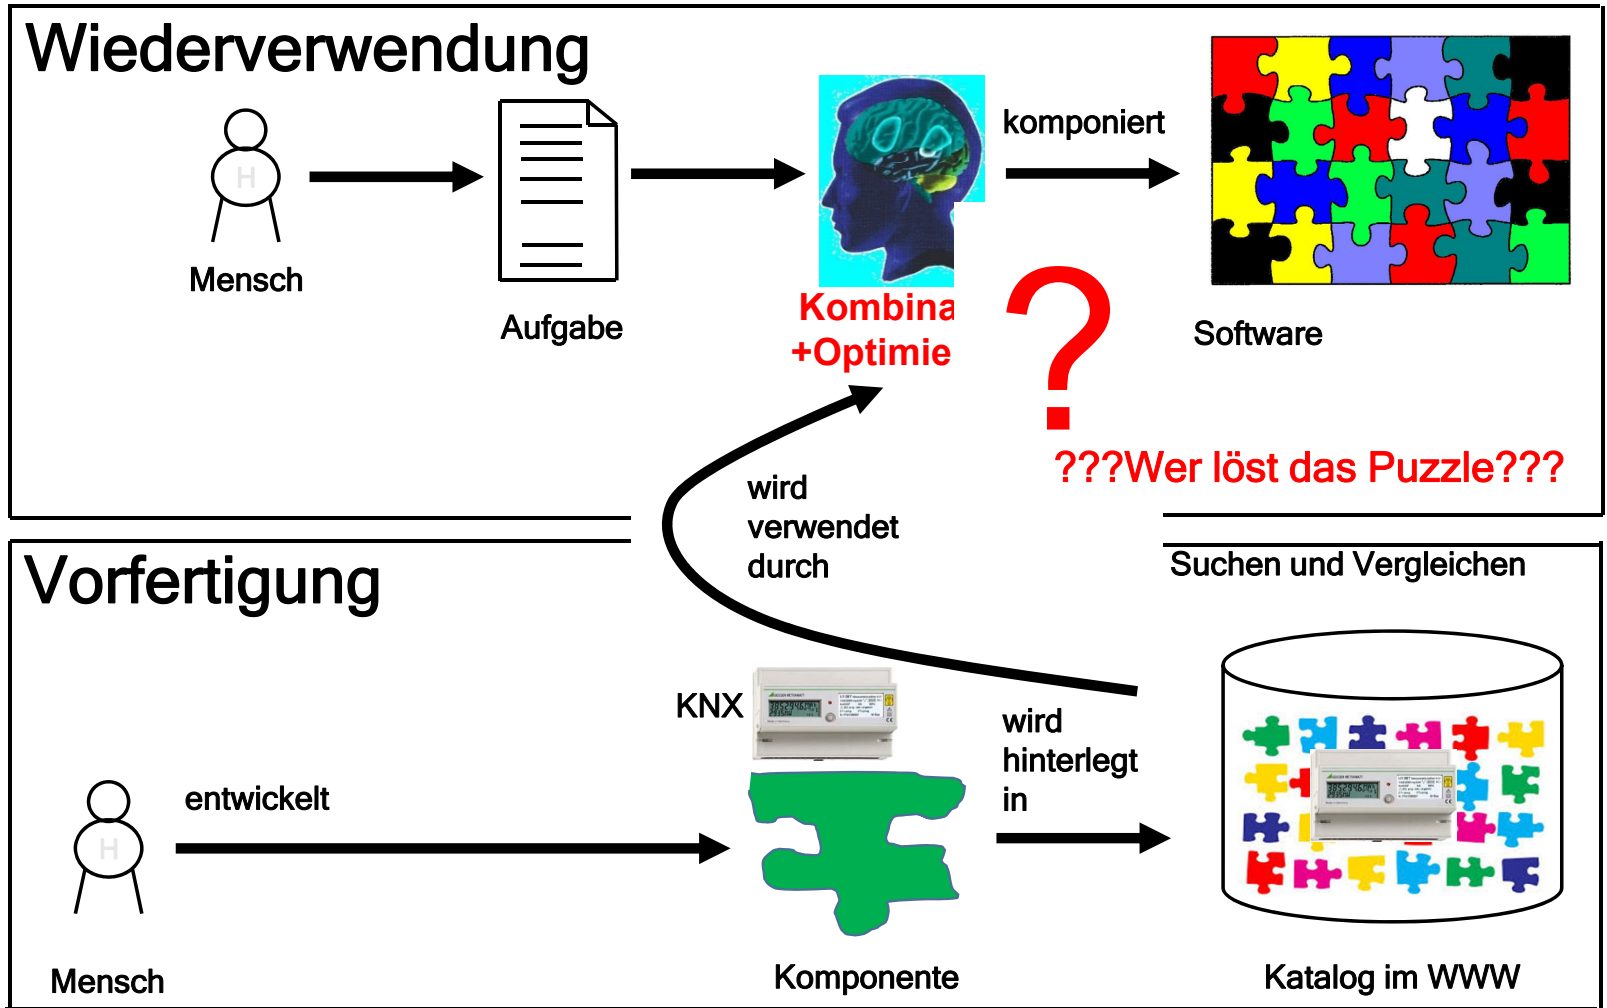 Wiederverwendung
H
Mensch
Aufgabe
Kombina
+Optimie
komponiert
Software
?
???Wer löst das Puzzle???
wird
verwendet
durch
Vorfertigung
Suchen und Vergleichen
H
Mensch
entwickelt
KNX
Komponente
wird
hinterlegt
in
Katalog im WWW